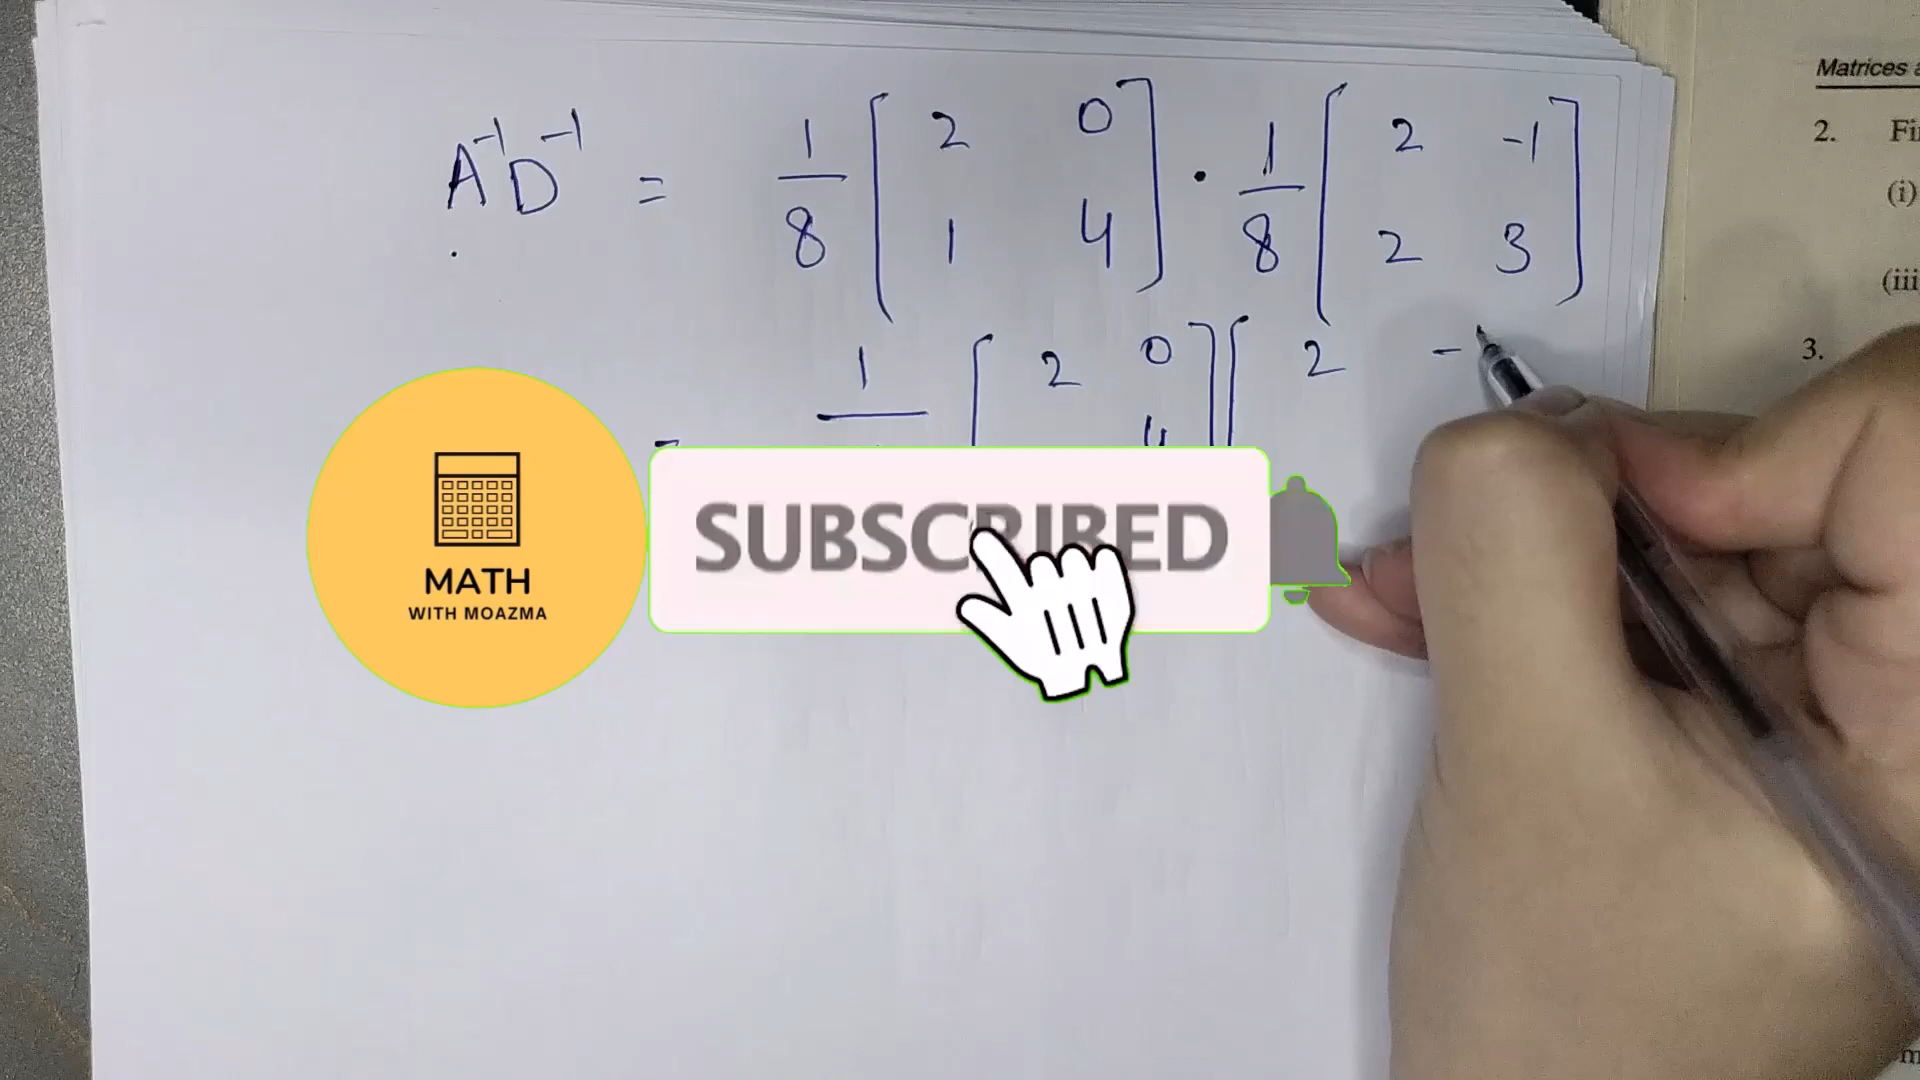 A⁻¹D⁻¹ = 1/8 [ 2 0 ; 1 4 ] · 1/8 [ 2 -1 ; 2 3 ]
= 1 [ 2 0 ; 4 ] [ 2 -
MATH
WITH MOAZMA
SUBSCRIBED
Matrices
2.
(i)
(iii
3.